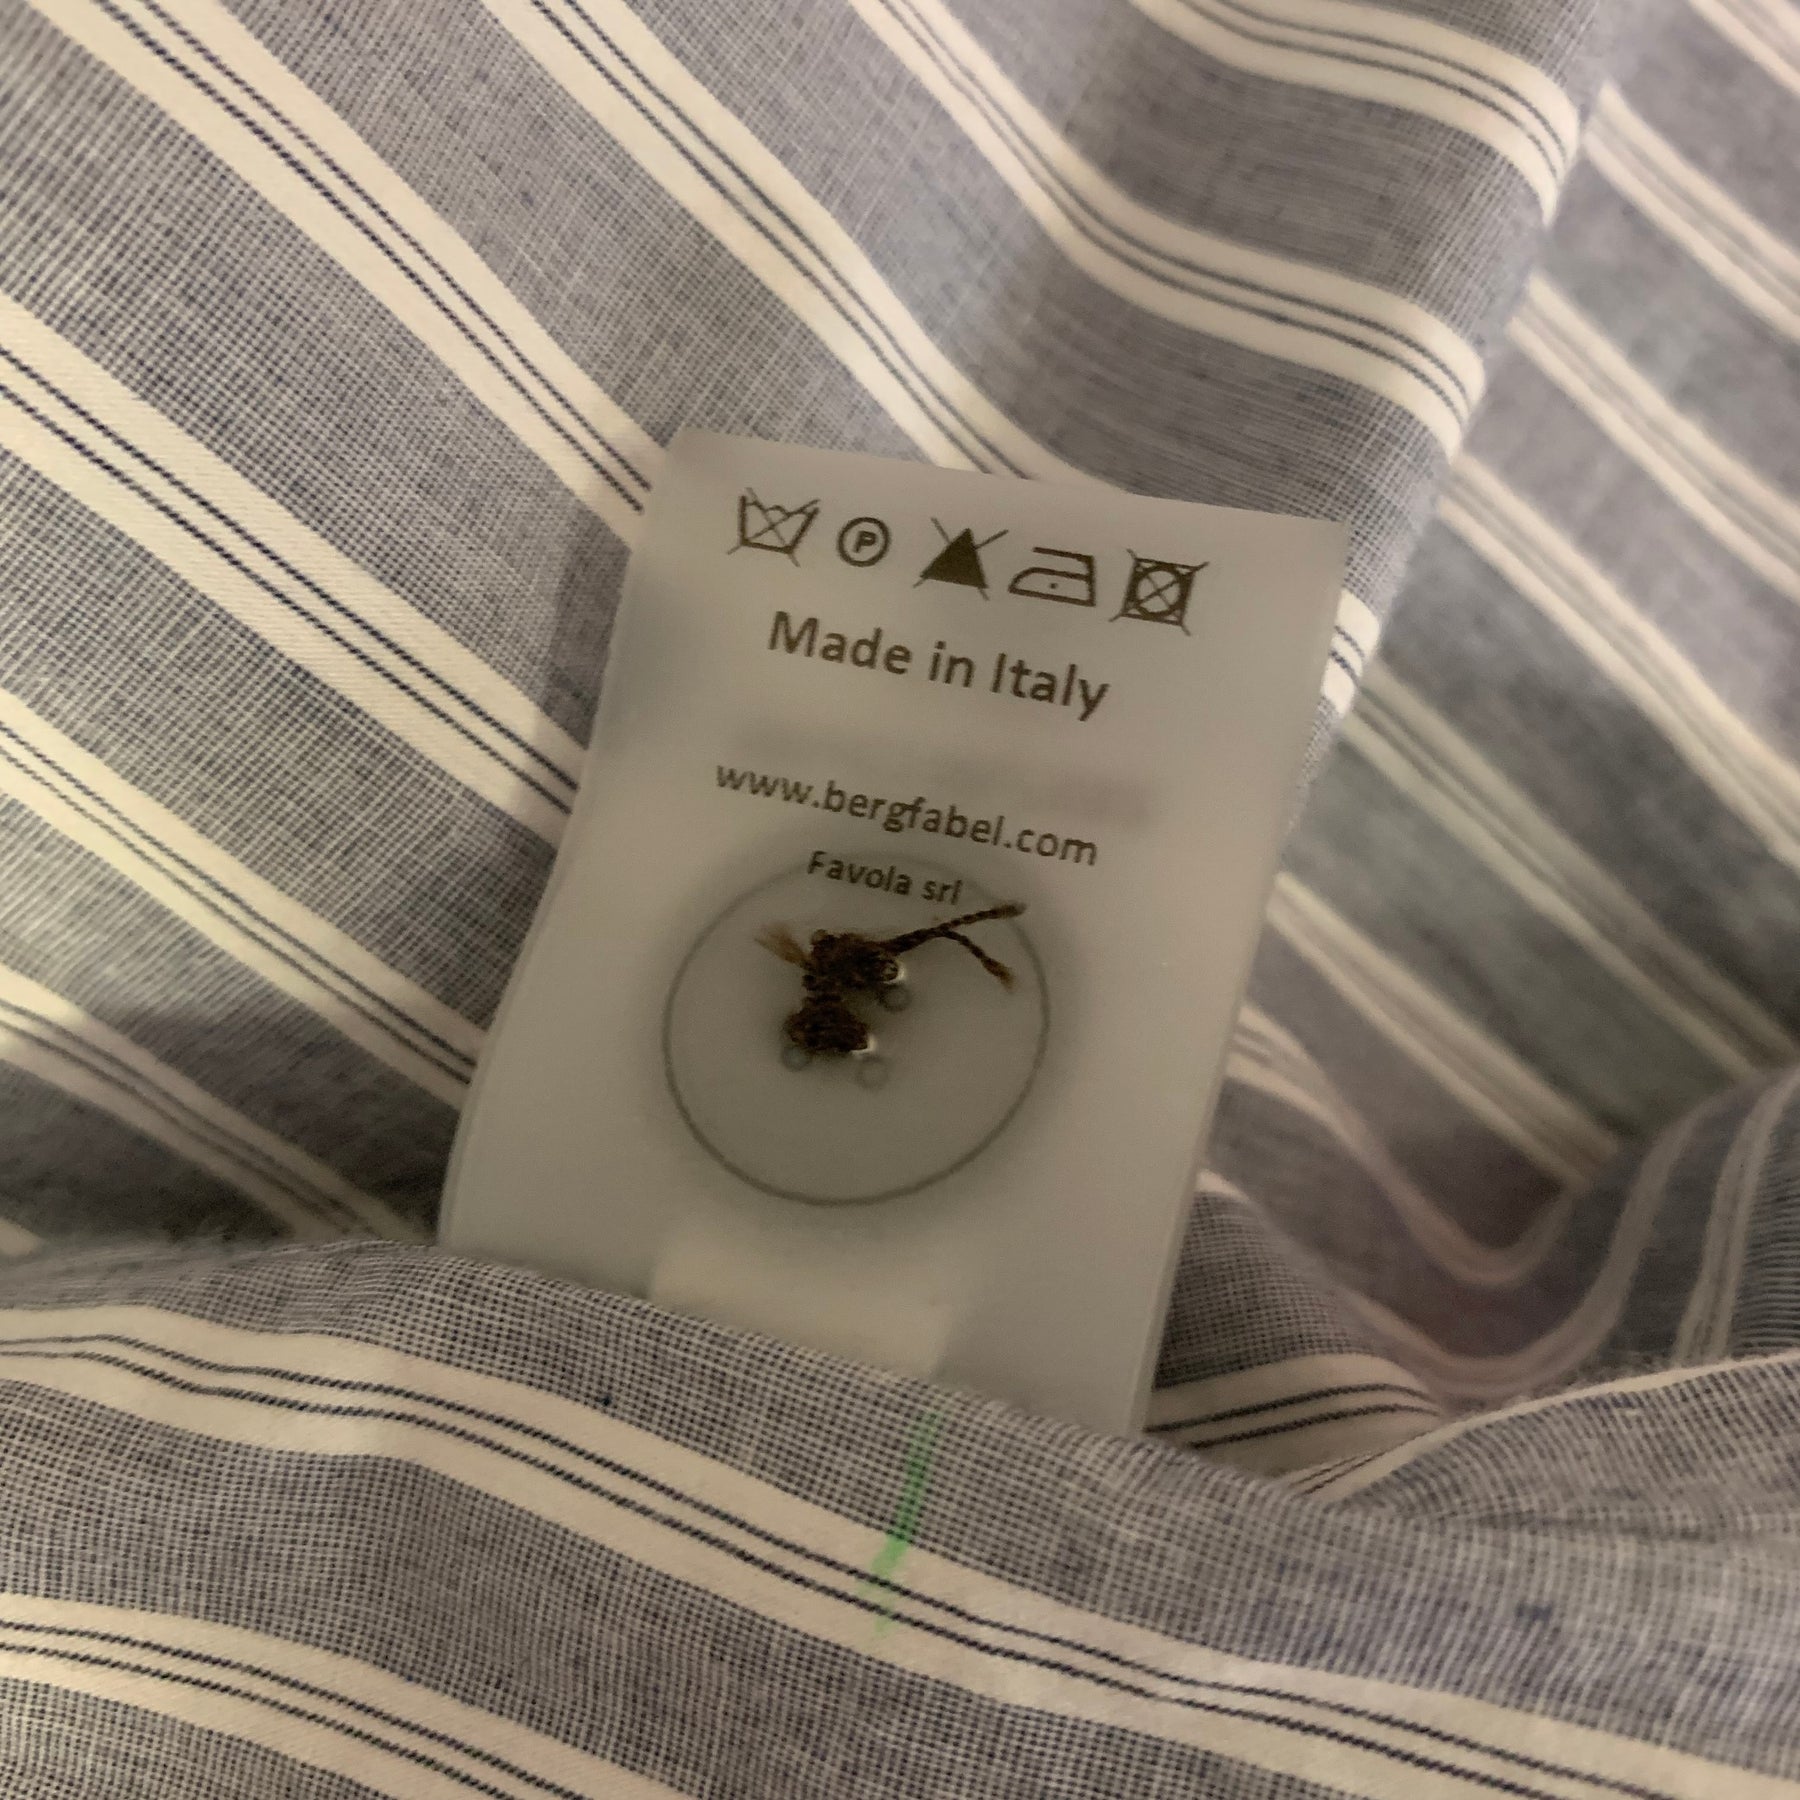 P
Made in Italy
www.bergfabel.com
Favola srl